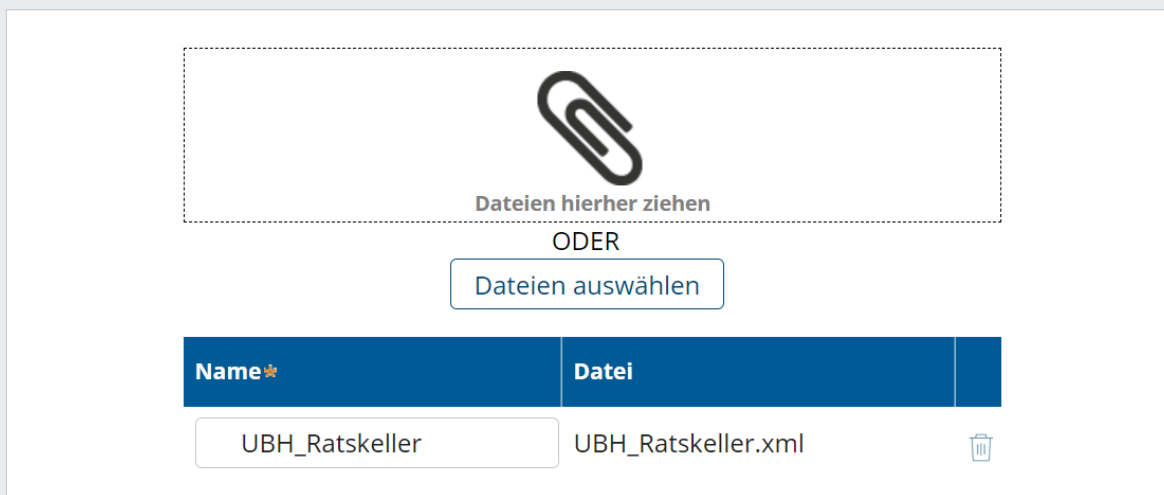 Dateien hierher ziehen
ODER
Dateien auswählen
Name* Datei
UBH_Ratskeller UBH_Ratskeller.xml